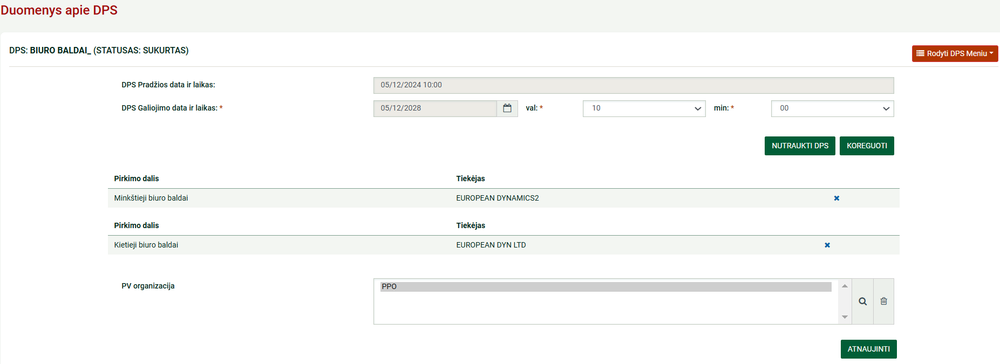 Duomenys apie DPS
DPS: BIURO BALDAI_ (STATUSAS: SUKURTAS)
Rodyti DPS Meniu
DPS Pradžios data ir laikas: 05/12/2024 10:00
DPS Galiojimo data ir laikas: * 05/12/2028 val: * 10 min: * 00
NUTRAUKTI DPS KOREGUOTI
Pirkimo dalis Tiekėjas
Minkštieji biuro baldai EUROPEAN DYNAMICS2
Pirkimo dalis Tiekėjas
Kietieji biuro baldai EUROPEAN DYN LTD
PV organizacija PPO
ATNAUJINTI